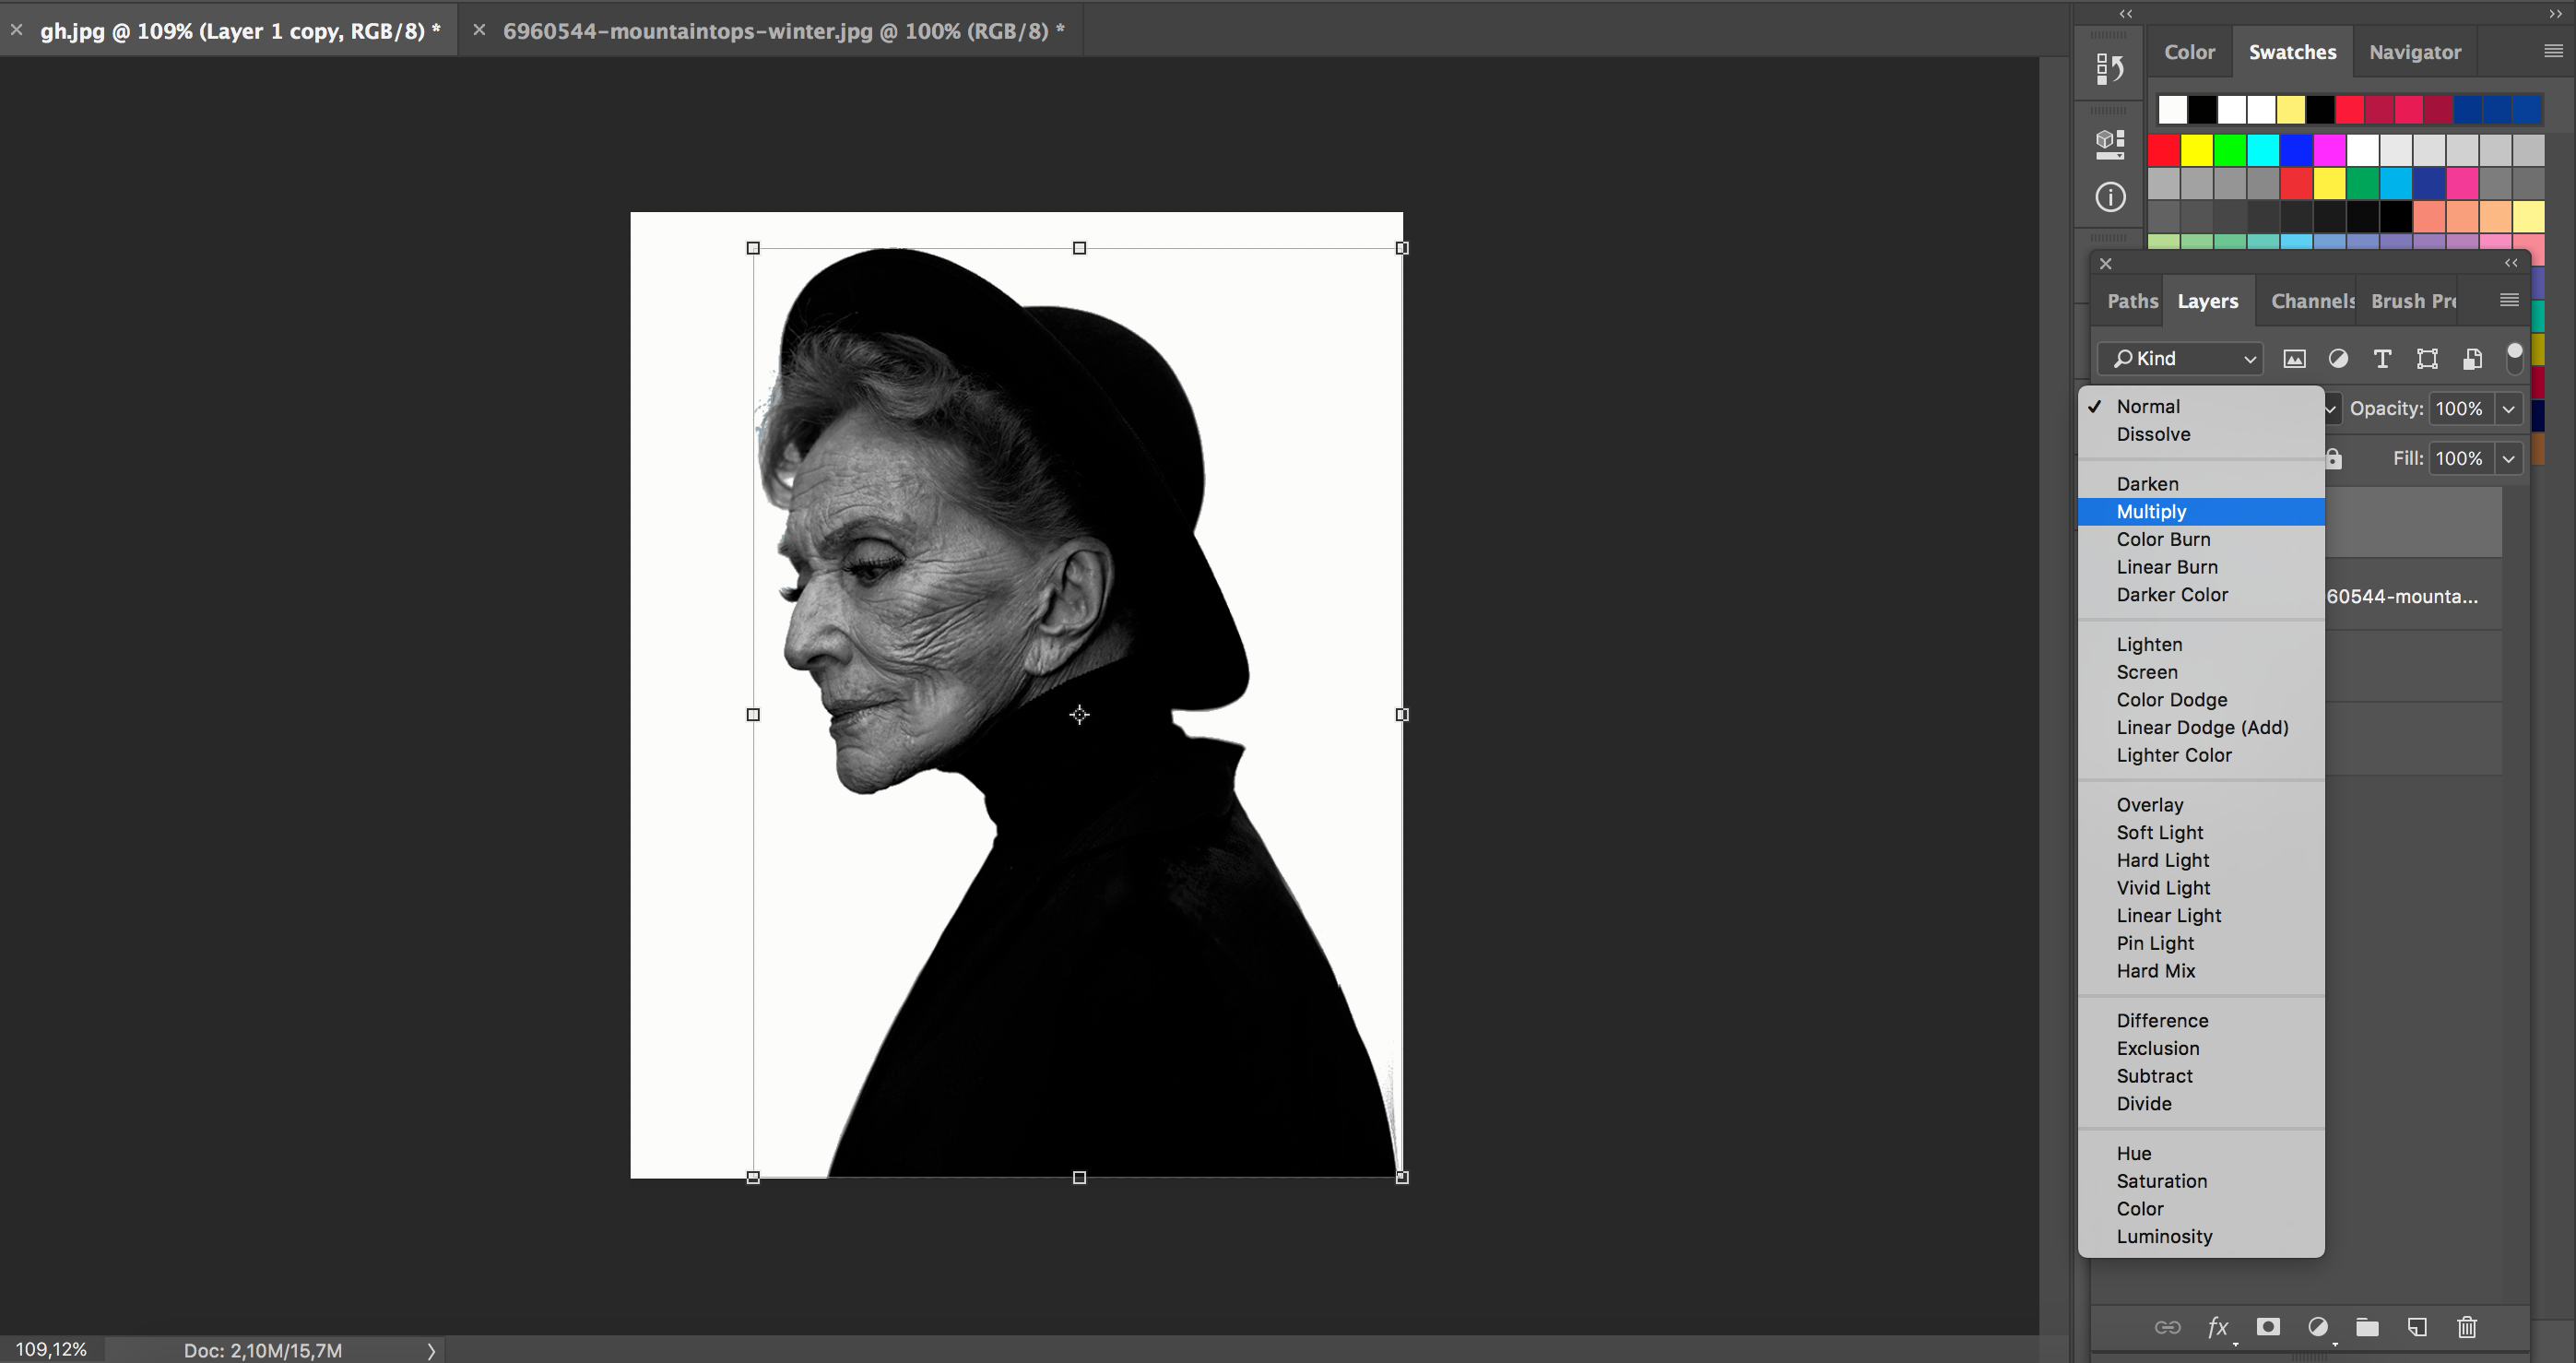 gh.jpg @ 109% (Layer 1 copy, RGB/8) *
6960544-mountaintops-winter.jpg @ 100% (RGB/8) *
Color Swatches Navigator
Paths Layers Channels Brush Pre
Kind
Opacity: 100%
Fill: 100%
60544-mounta...
Normal
Dissolve
Darken
Multiply
Color Burn
Linear Burn
Darker Color
Lighten
Screen
Color Dodge
Linear Dodge (Add)
Lighter Color
Overlay
Soft Light
Hard Light
Vivid Light
Linear Light
Pin Light
Hard Mix
Difference
Exclusion
Subtract
Divide
Hue
Saturation
Color
Luminosity
fx
109,12%
Doc: 2,10M/15,7M